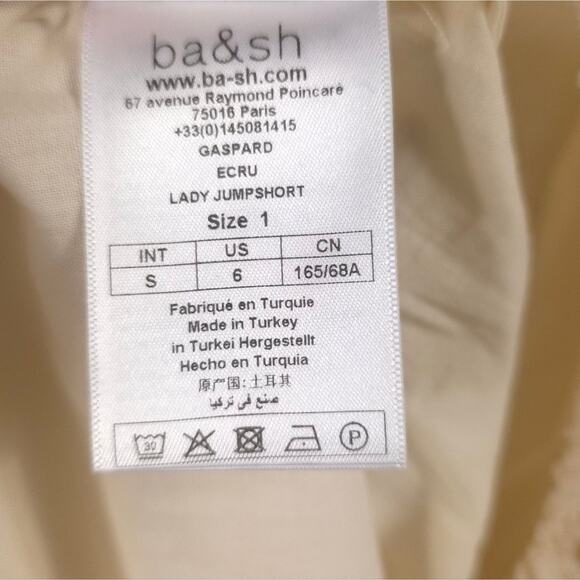 ba&sh
www.ba-sh.com
67 avenue Raymond Poincaré
75016 Paris
+33(0)145081415
GASPARD
ECRU
LADY JUMPSHORT
Size 1
INT US CN
S 6 165/68A
Fabriqué en Turquie
Made in Turkey
in Turkei Hergestellt
Hecho en Turquia
原产国:土耳其
صنع في تركيا
30 P